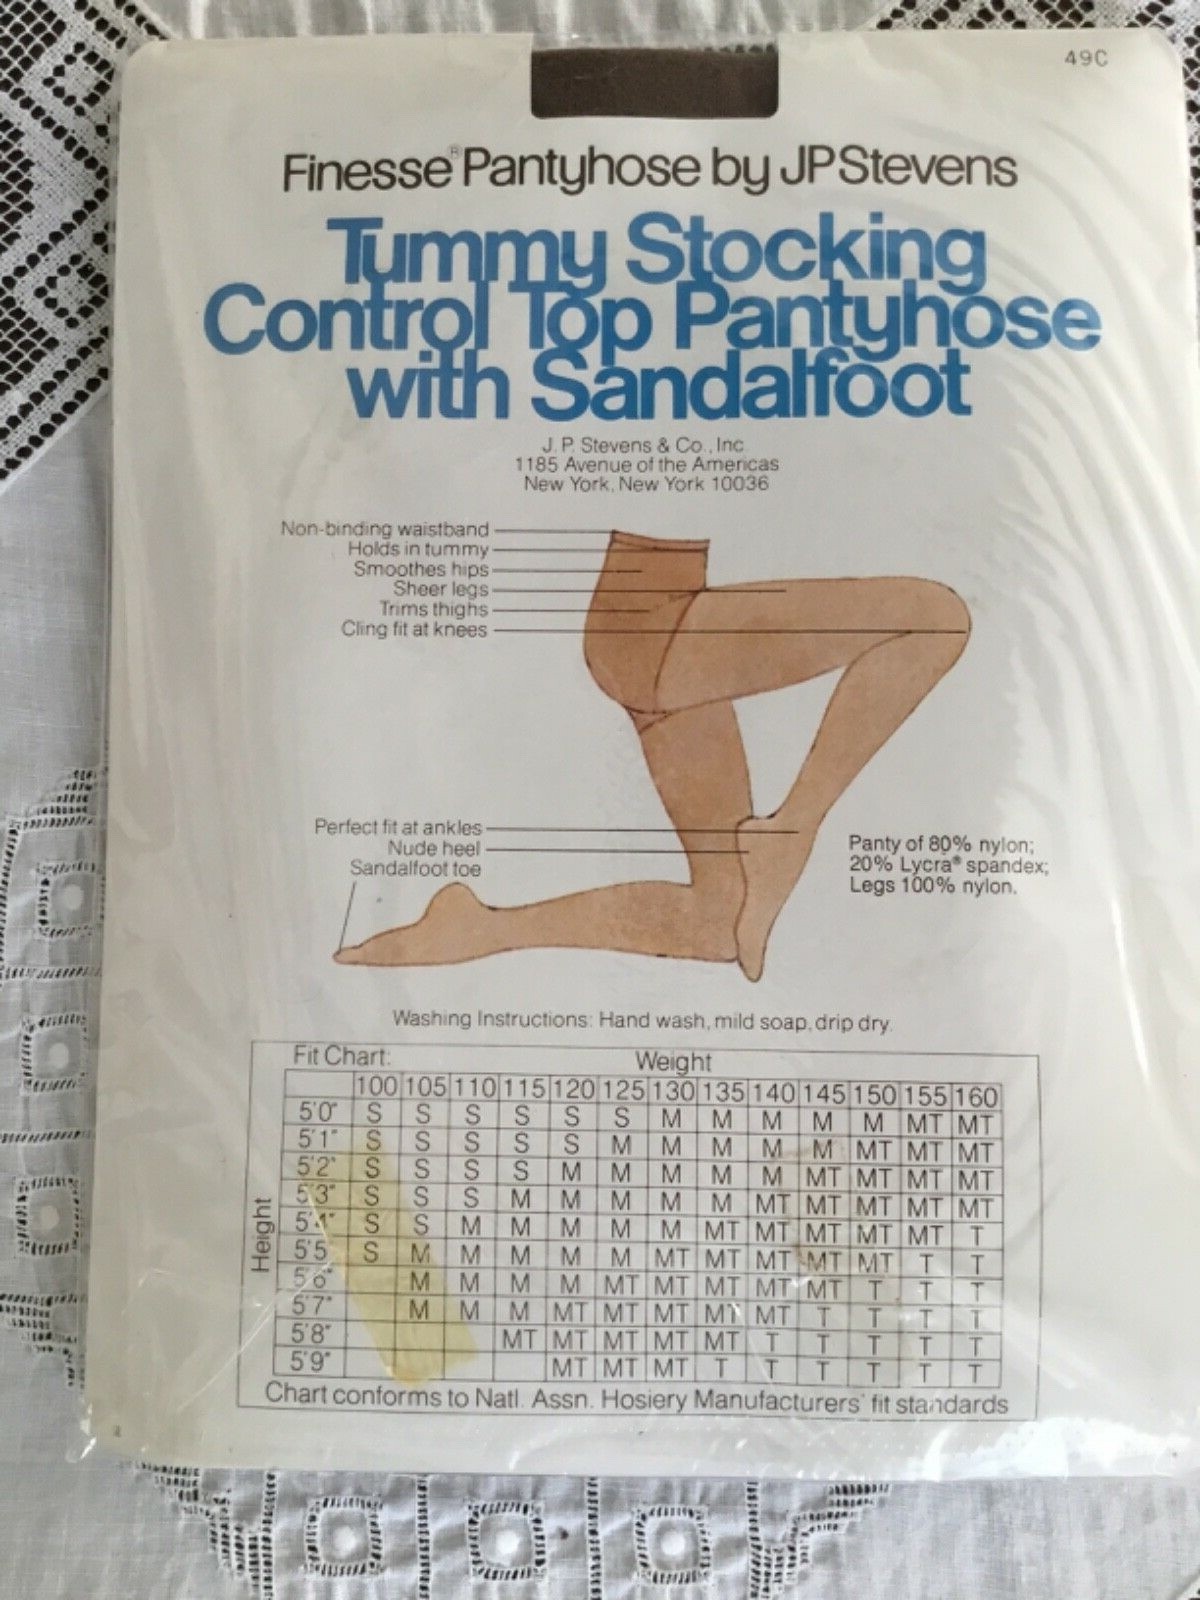 49C
Finesse® Pantyhose by JPStevens
Tummy Stocking
Control Top Pantyhose
with Sandalfoot
J. P. Stevens & Co., Inc.
1185 Avenue of the Americas
New York, New York 10036
Non-binding waistband
Holds in tummy
Smoothes hips
Sheer legs
Trims thighs
Cling fit at knees
Perfect fit at ankles
Nude heel
Sandalfoot toe
Panty of 80% nylon;
20% Lycra® spandex;
Legs 100% nylon.
Washing Instructions: Hand wash, mild soap, drip dry.
Fit Chart: Weight
100 105 110 115 120 125 130 135 140 145 150 155 160
Height
5'0" S S S S S S M M M M M MT MT
5'1" S S S S S M M M M M MT MT MT
5'2" S S S S M M M M M MT MT MT MT
5'3" S S S M M M M M MT MT MT MT MT
5'4" S S M M M M M MT MT MT MT MT T
5'5 S M M M M M MT MT MT MT MT T T
5'6" M M M M MT MT MT MT MT T T T
5'7" M M M MT MT MT MT MT T T T T
5'8" MT MT MT MT MT T T T T T
5'9" MT MT MT T T T T T T
Chart conforms to Natl. Assn. Hosiery Manufacturers' fit standards